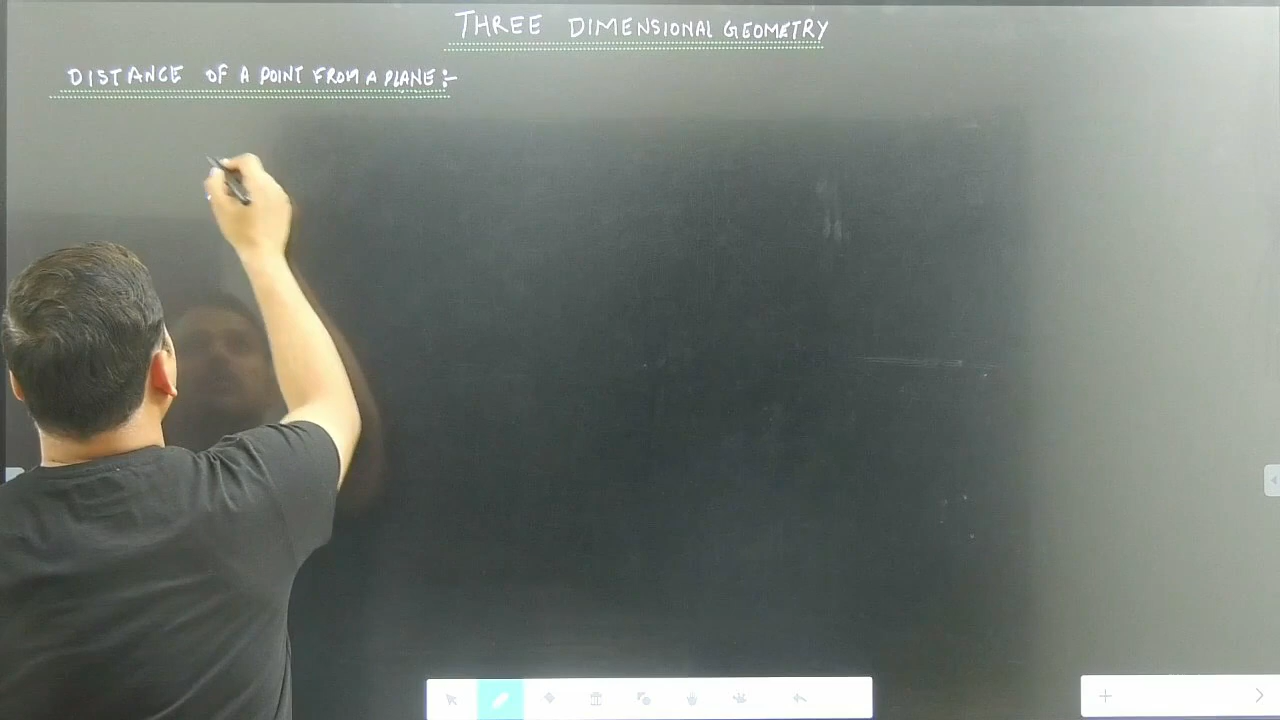 THREE DIMENSIONAL GEOMETRY
DISTANCE OF A POINT FROM A PLANE :-